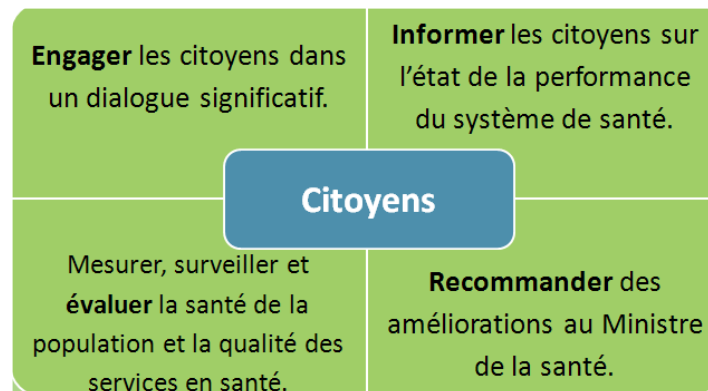 Engager les citoyens dans
un dialogue significatif.
Informer les citoyens sur
l'état de la performance
du système de santé.
Citoyens
Mesurer, surveiller et
évaluer la santé de la
population et la qualité des
services en santé.
Recommander des
améliorations au Ministre
de la santé.